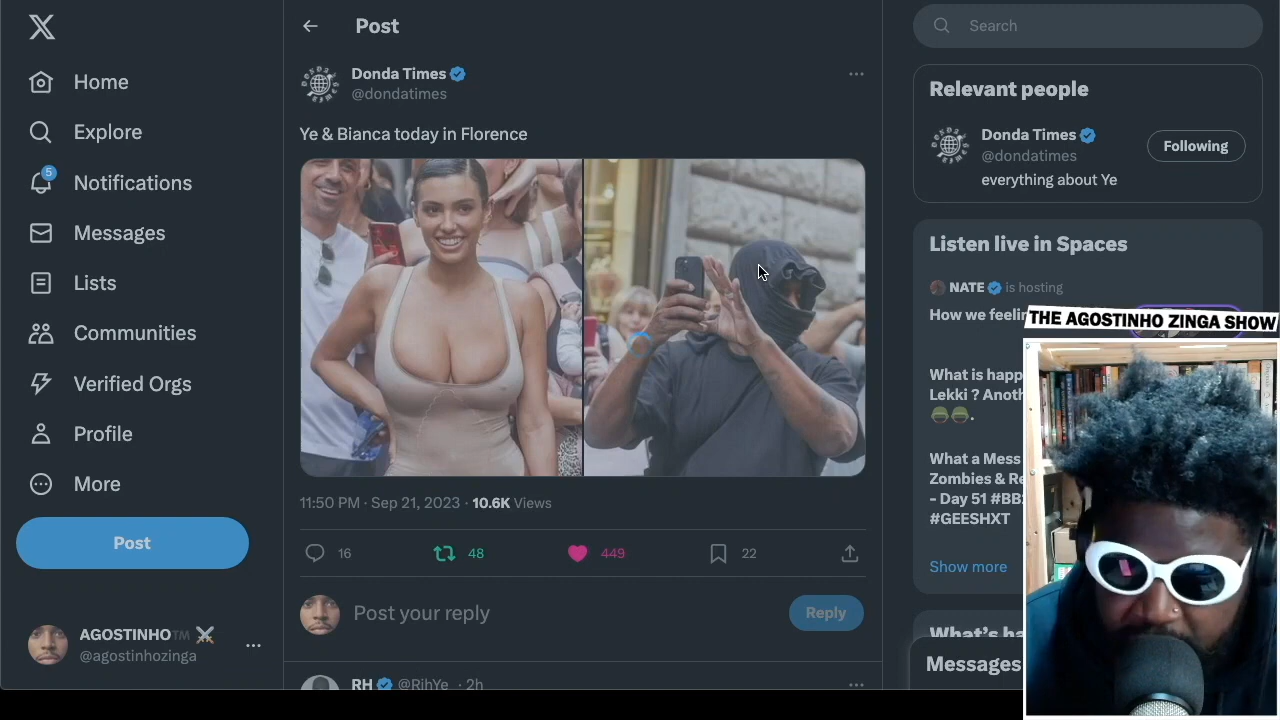 Home
Explore
5
Notifications
Messages
Lists
Communities
Verified Orgs
Profile
More
Post
AGOSTINHO™
@agostinhozinga
Post
Donda Times
@dondatimes
Ye & Bianca today in Florence
11:50 PM · Sep 21, 2023 · 10.6K Views
16
48
449
22
Post your reply
Reply
RH @RihYe · 2h
Search
Relevant people
Donda Times
@dondatimes
Following
everything about Ye
Listen live in Spaces
NATE is hosting
How we feelin
What is happ
Lekki ? Anoth
What a Mess
Zombies & Re
- Day 51 #BB
#GEESHXT
Show more
What's ha
Messages
THE AGOSTINHO ZINGA SHOW